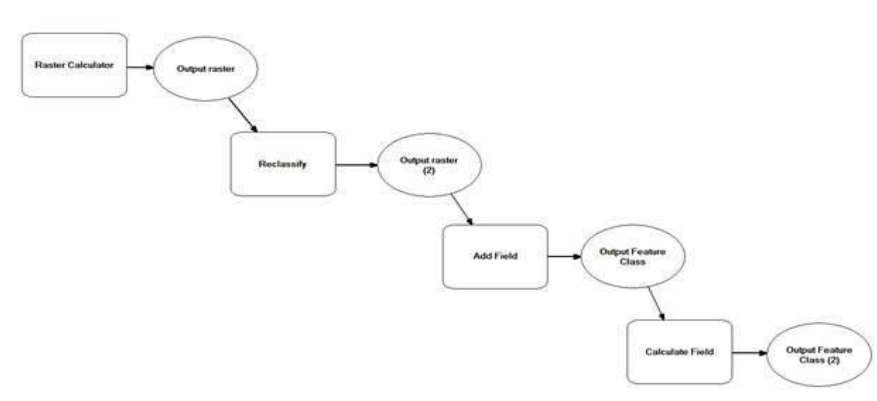 Raster Calculator
Output raster
Reclassify
Output raster
(2)
Add Field
Output Feature
Class
Calculate Field
Output Feature
Class (2)